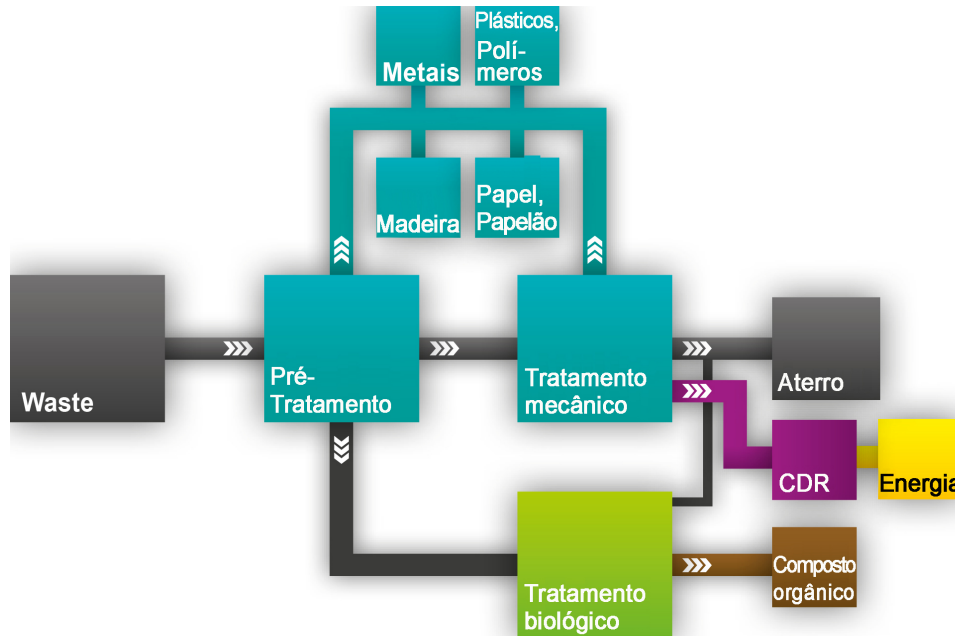 Metais
Plásticos,
Polí-
meros
Madeira
Papel,
Papelão
Waste
Pré-
Tratamento
Tratamento
mecânico
Aterro
CDR
Energia
Tratamento
biológico
Composto
orgânico